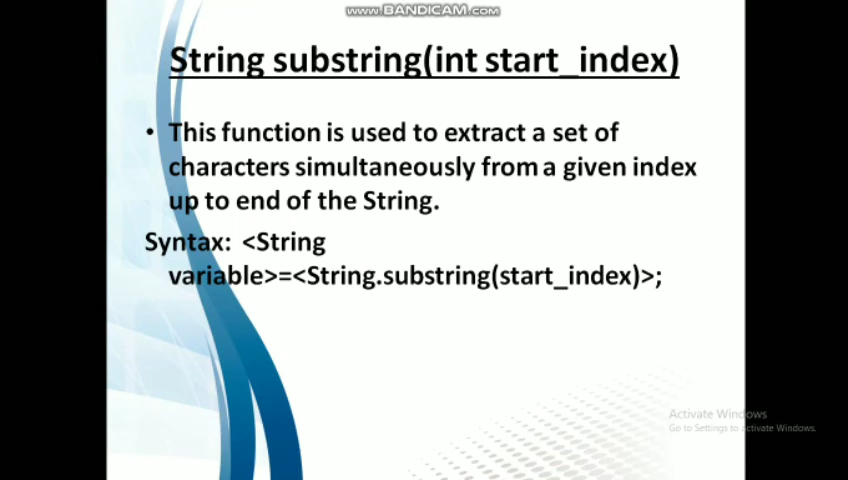 www.BANDICAM.com
String substring(int start_index)
• This function is used to extract a set of
characters simultaneously from a given index
up to end of the String.
Syntax: <String
variable>=<String.substring(start_index)>;
Activate Windows
Go to Settings to activate Windows.